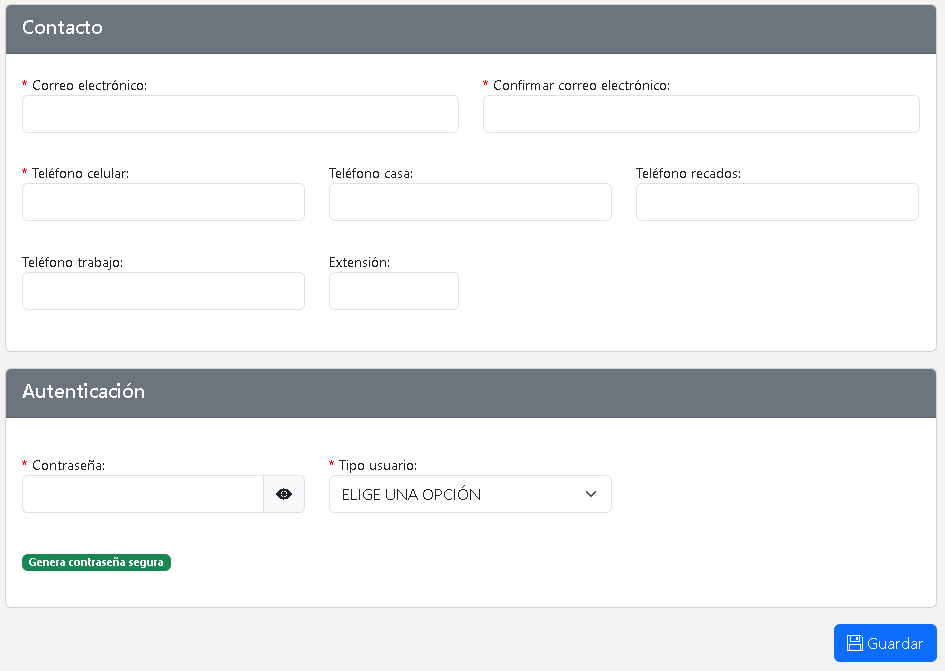 Contacto
* Correo electrónico:
* Confirmar correo electrónico:
* Teléfono celular:
Teléfono casa:
Teléfono recados:
Teléfono trabajo:
Extensión:
Autenticación
* Contraseña:
* Tipo usuario:
ELIGE UNA OPCIÓN
Genera contraseña segura
Guardar